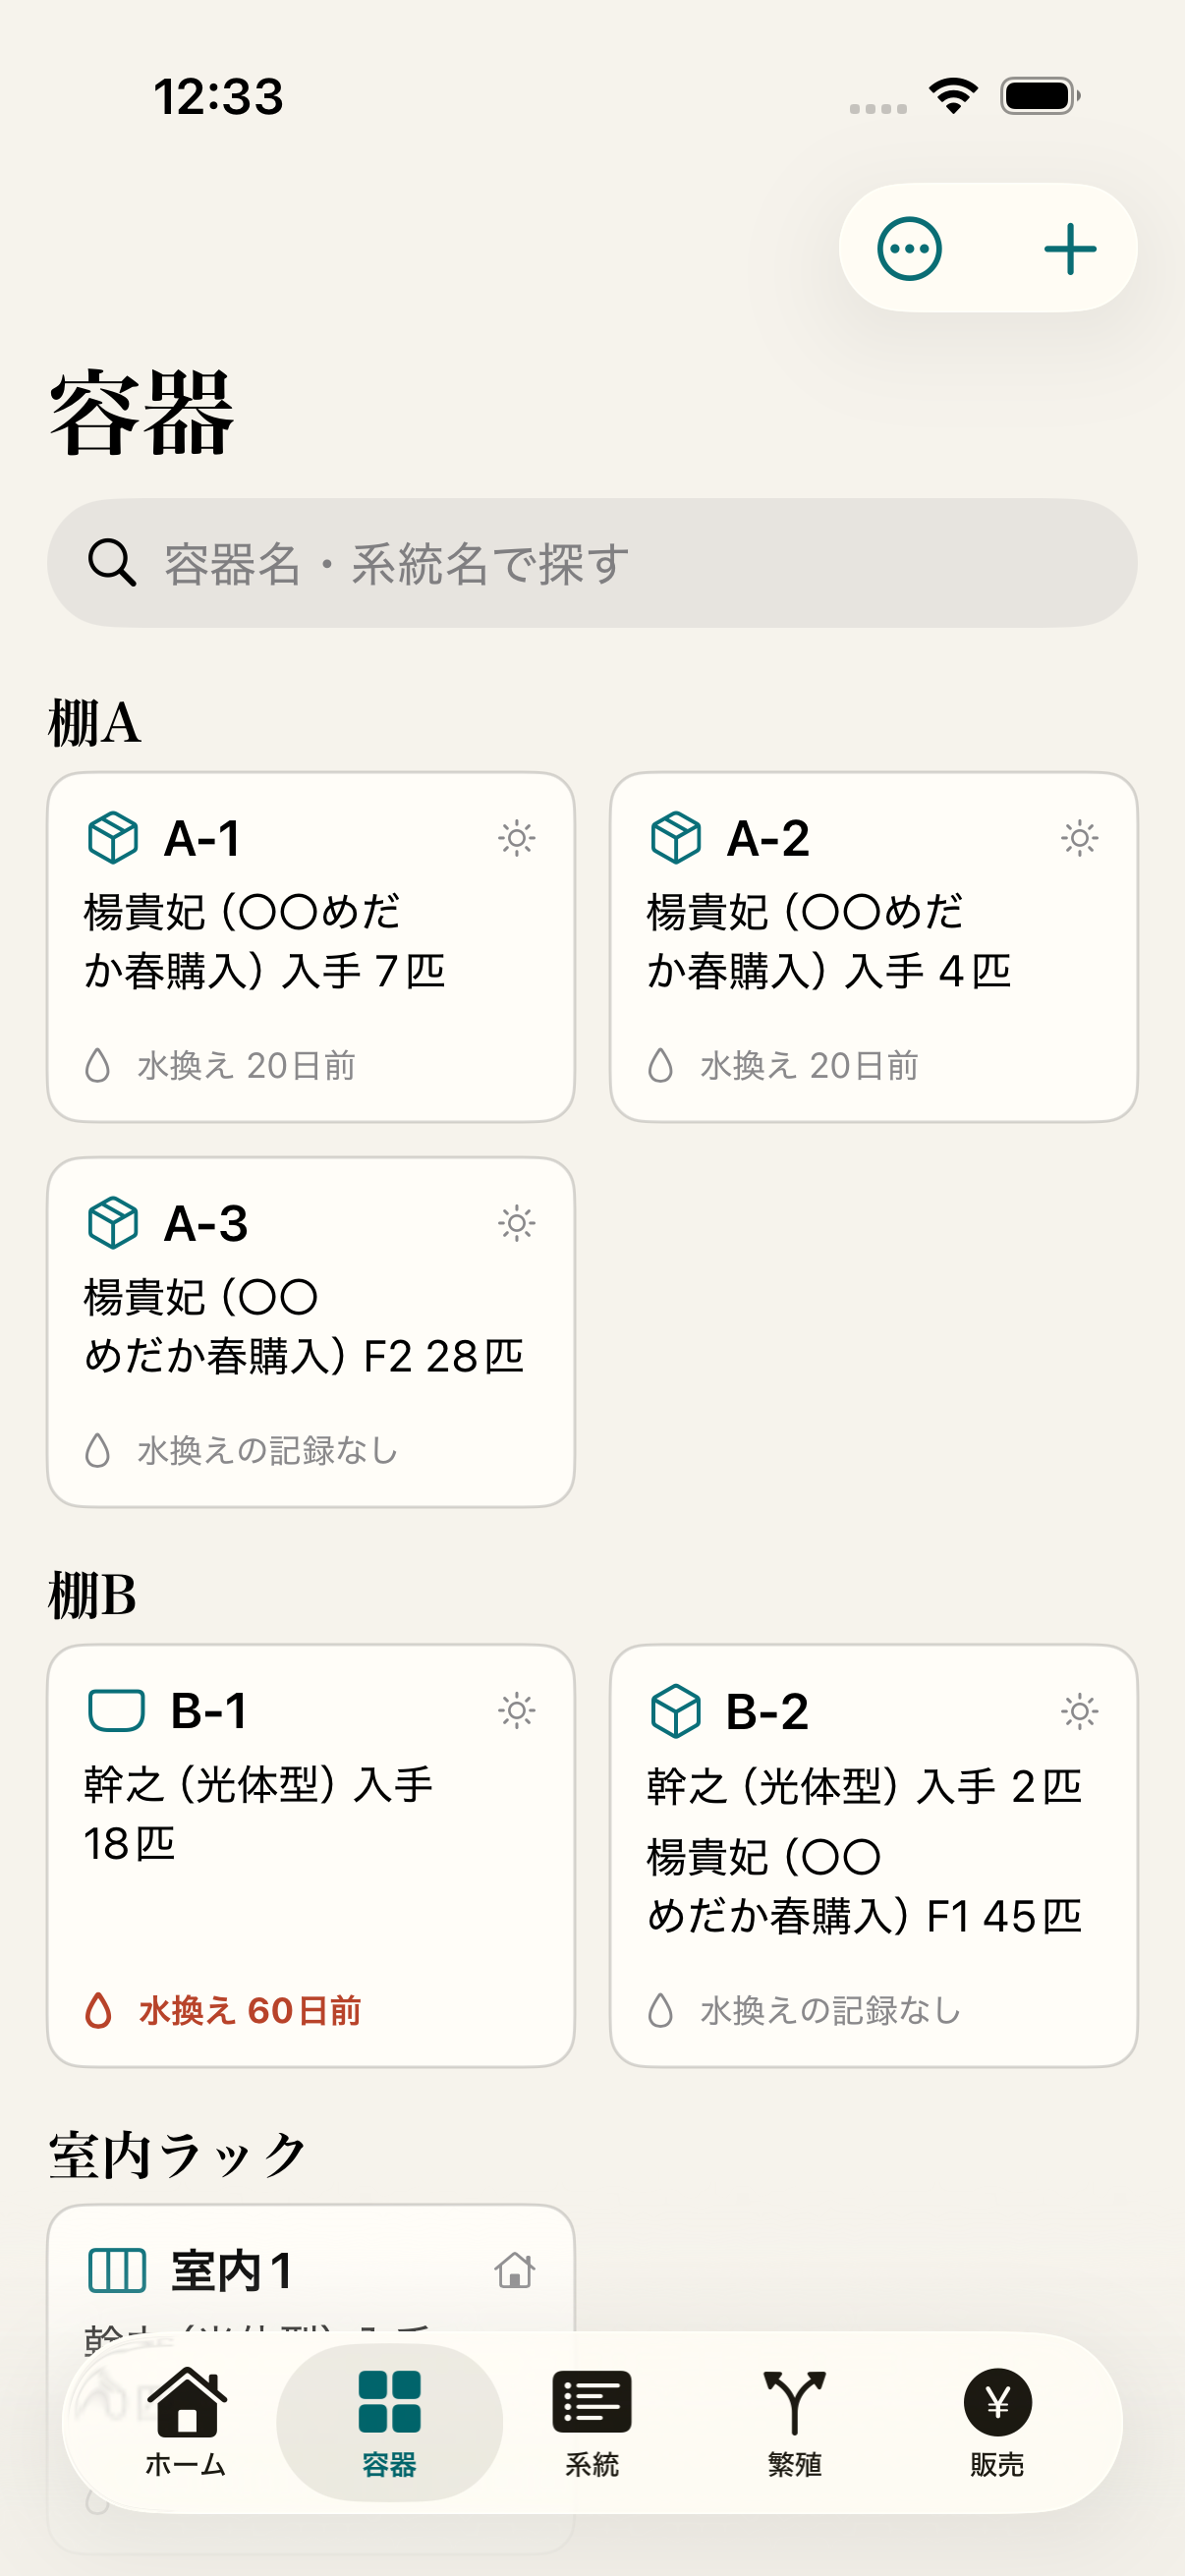 12:33
容器
容器名・系統名で探す
棚A
A-1
楊貴妃（〇〇めだ
か春購入）入手 7匹
水換え 20日前
A-2
楊貴妃（〇〇めだ
か春購入）入手 4匹
水換え 20日前
A-3
楊貴妃（〇〇
めだか春購入）F2 28匹
水換えの記録なし
棚B
B-1
幹之（光体型）入手
18匹
水換え 60日前
B-2
幹之（光体型）入手 2匹
楊貴妃（〇〇
めだか春購入）F1 45匹
水換えの記録なし
室内ラック
室内1
幹之（光体型）入手
ホーム
容器
系統
繁殖
¥
販売